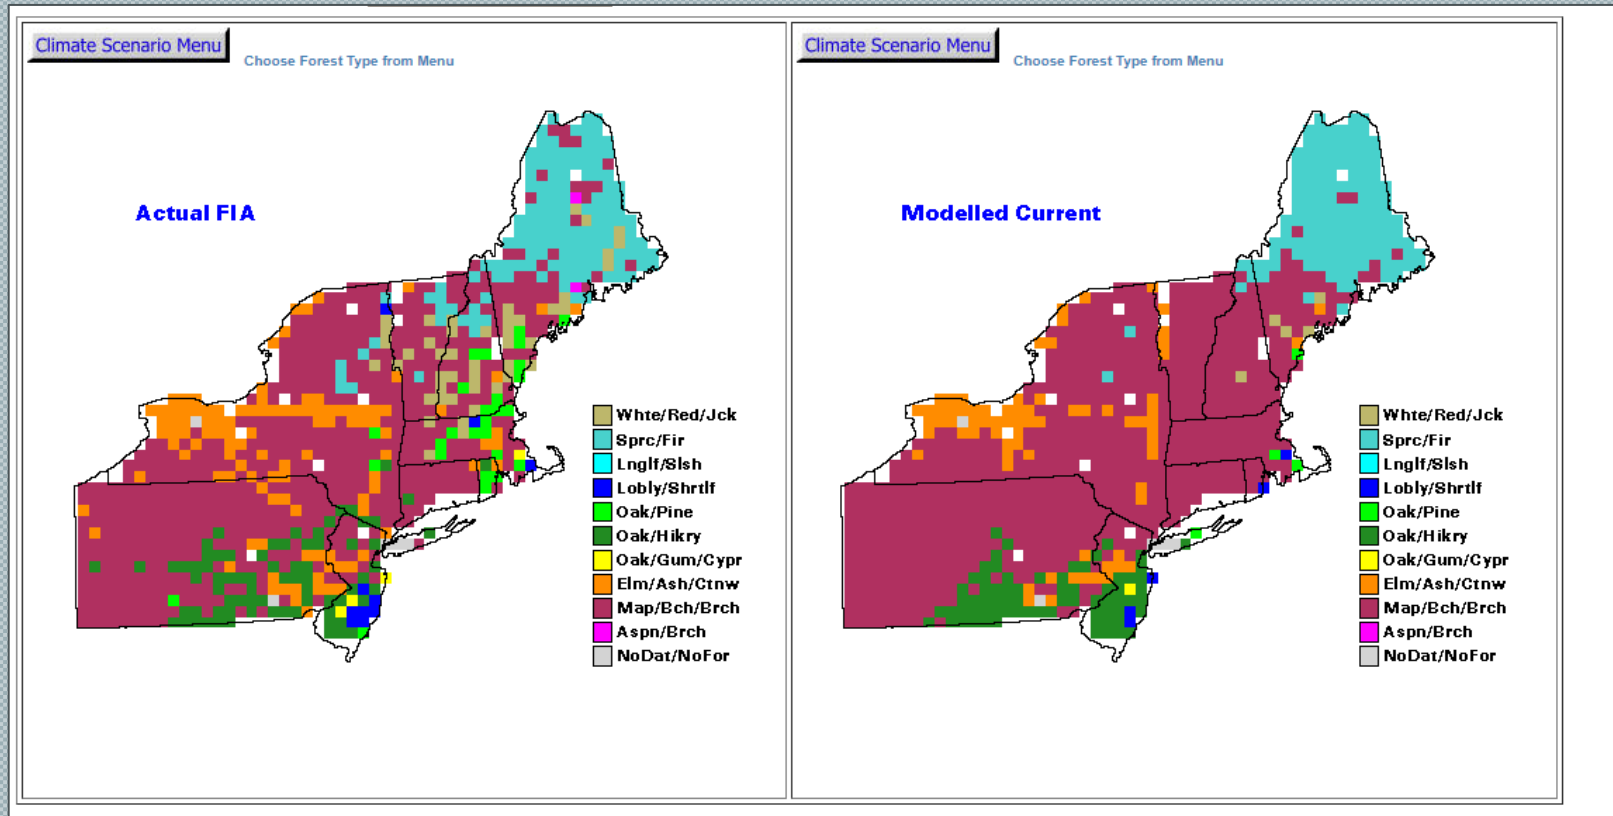 Climate Scenario Menu
Choose Forest Type from Menu
Actual FIA
Whte/Red/Jck
Sprc/Fir
Lnglf/Slsh
Lobly/Shrtlf
Oak/Pine
Oak/Hikry
Oak/Gum/Cypr
Elm/Ash/Ctnw
Map/Bch/Brch
Aspn/Brch
NoDat/NoFor
Climate Scenario Menu
Choose Forest Type from Menu
Modelled Current
Whte/Red/Jck
Sprc/Fir
Lnglf/Slsh
Lobly/Shrtlf
Oak/Pine
Oak/Hikry
Oak/Gum/Cypr
Elm/Ash/Ctnw
Map/Bch/Brch
Aspn/Brch
NoDat/NoFor